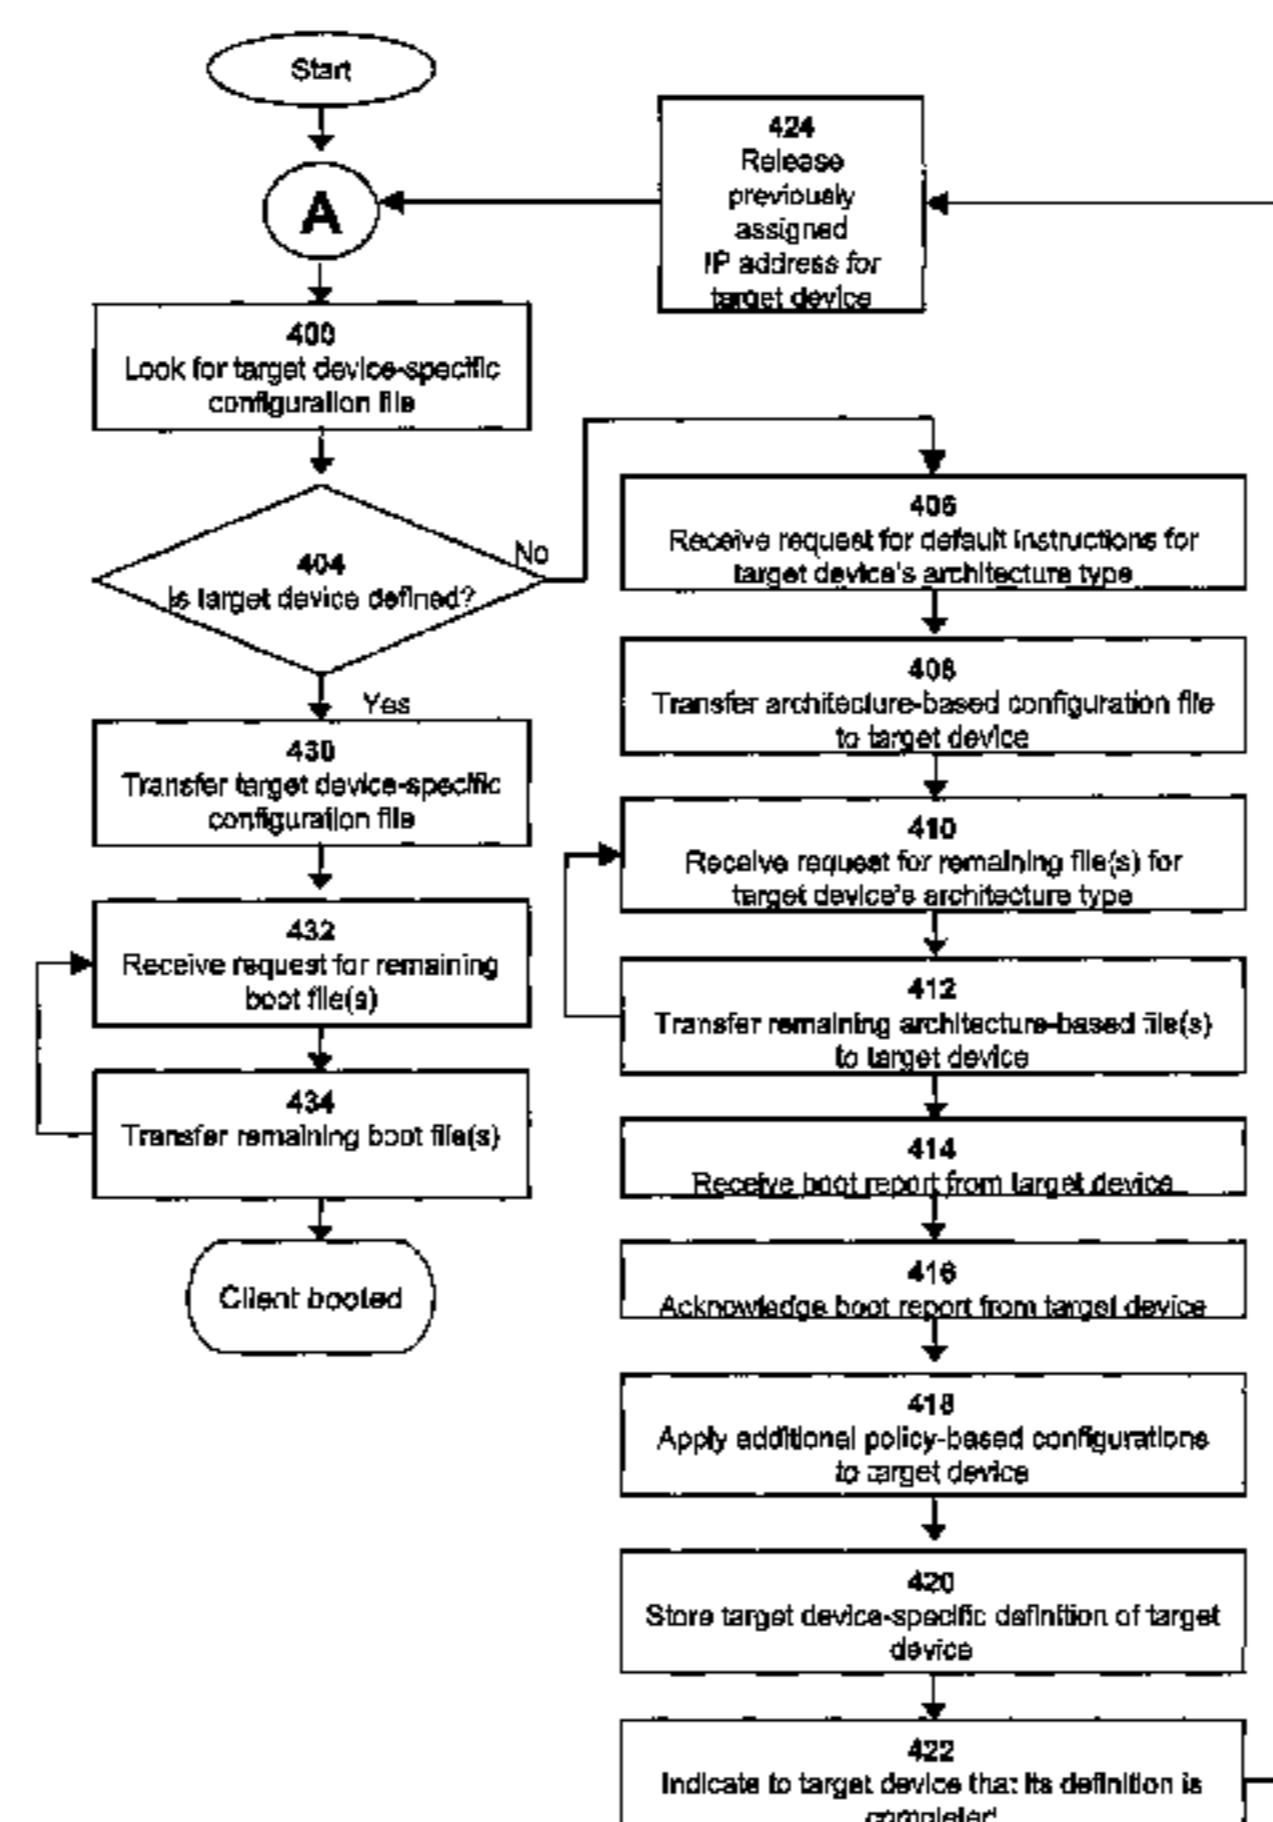 Start
A
424
Release
previously
assigned
IP address for
target device
400
Look for target device-specific
configuration file
404
Is target device defined?
No
Yes
406
Receive request for default instructions for
target device's architecture type
408
Transfer architecture-based configuration file
to target device
410
Receive request for remaining file(s) for
target device's architecture type
412
Transfer remaining architecture-based file(s)
to target device
414
Receive boot report from target device
416
Acknowledge boot report from target device
418
Apply additional policy-based configurations
to target device
420
Store target device-specific definition of target
device
422
Indicate to target device that its definition is
430
Transfer target device-specific
configuration file
432
Receive request for remaining
boot file(s)
434
Transfer remaining boot file(s)
Client booted